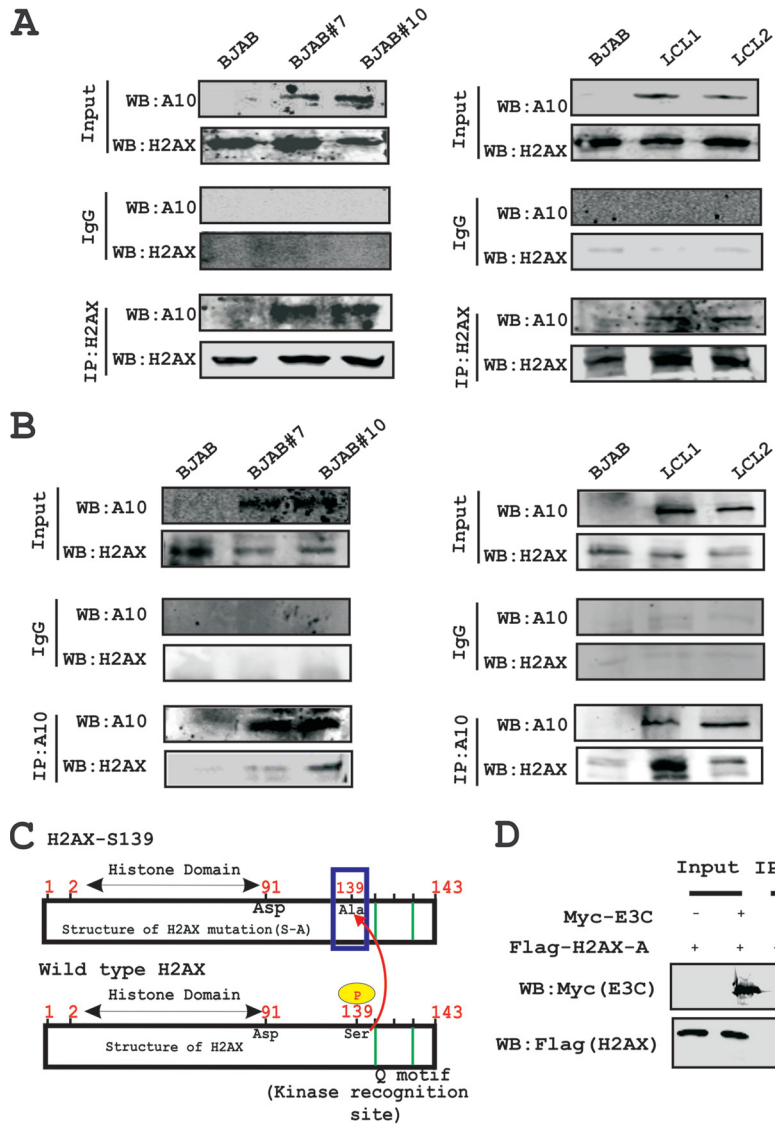 A
BJAB BJAB#7 BJAB#10
Input
WB:A10
WB:H2AX
IgG
WB:A10
WB:H2AX
IP:H2AX
WB:A10
WB:H2AX
BJAB LCL1 LCL2
Input
WB:A10
WB:H2AX
IgG
WB:A10
WB:H2AX
IP:H2AX
WB:A10
WB:H2AX
B
BJAB BJAB#7 BJAB#10
Input
WB:A10
WB:H2AX
IgG
WB:A10
WB:H2AX
IP:A10
WB:A10
WB:H2AX
BJAB LCL1 LCL2
Input
WB:A10
WB:H2AX
IgG
WB:A10
WB:H2AX
IP:A10
WB:A10
WB:H2AX
C
H2AX-S139
Histone Domain
1 2 91 139 143
Asp Ala
Structure of H2AX mutation(S-A)
Wild type H2AX
P
Histone Domain
1 2 91 139 143
Asp Ser
Structure of H2AX
Q motif
(Kinase recognition
site)
D
Input IP
Myc-E3C - +
Flag-H2AX-A + +
WB:Myc(E3C)
WB:Flag(H2AX)